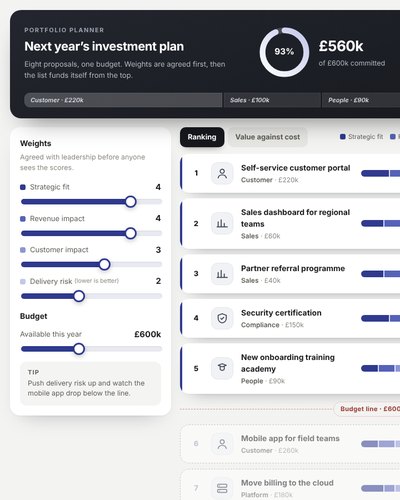 PORTFOLIO PLANNER
Next year's investment plan
Eight proposals, one budget. Weights are agreed first, then
the list funds itself from the top.
93%
£560k
of £600k committed
Customer · £220k
Sales · £100k
People · £90k
Weights
Agreed with leadership before anyone
sees the scores.
Strategic fit 4
Revenue impact 4
Customer impact 3
Delivery risk (lower is better) 2
Budget
Available this year £600k
TIP
Push delivery risk up and watch the
mobile app drop below the line.
Ranking
Value against cost
Strategic fit
1
Self-service customer portal
Customer · £220k
2
Sales dashboard for regional
teams
Sales · £60k
3
Partner referral programme
Sales · £40k
4
Security certification
Compliance · £150k
5
New onboarding training
academy
People · £90k
Budget line · £600
6
Mobile app for field teams
Customer · £260k
7
Move billing to the cloud
Platform · £180k